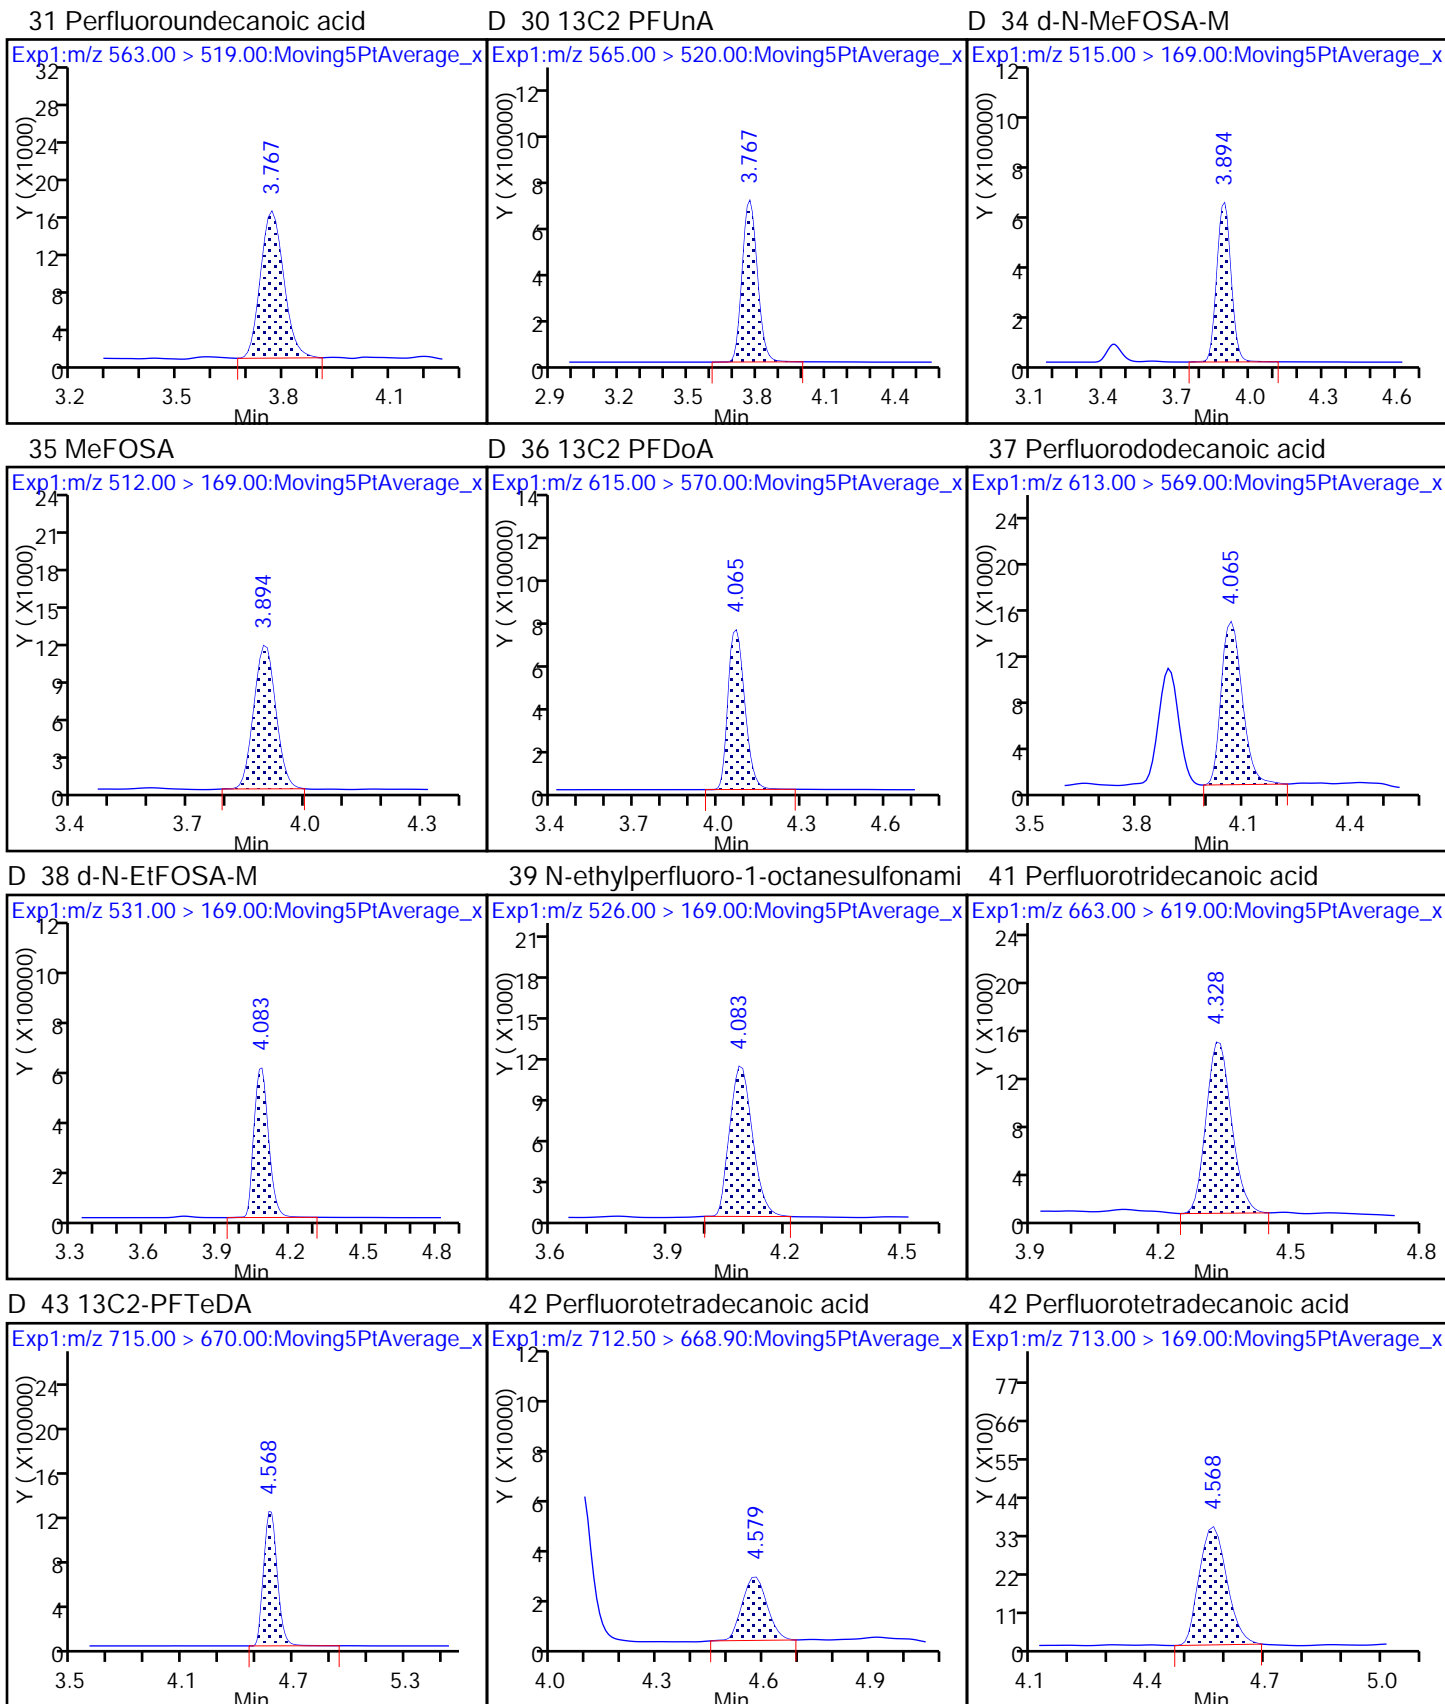 31 Perfluoroundecanoic acid
Exp1:m/z 563.00 > 519.00:Moving5PtAverage_x
Y ( X1000)
32
28
24
20
16
12
8
4
0
3.767
3.2 3.5 3.8 4.1
Min
D 30 13C2 PFUnA
Exp1:m/z 565.00 > 520.00:Moving5PtAverage_x
Y ( X100000)
12
10
8
6
4
2
0
3.767
2.9 3.2 3.5 3.8 4.1 4.4
Min
D 34 d-N-MeFOSA-M
Exp1:m/z 515.00 > 169.00:Moving5PtAverage_x
Y ( X100000)
12
10
8
6
4
2
0
3.894
3.1 3.4 3.7 4.0 4.3 4.6
Min
35 MeFOSA
Exp1:m/z 512.00 > 169.00:Moving5PtAverage_x
Y ( X1000)
24
21
18
15
12
9
6
3
0
3.894
3.4 3.7 4.0 4.3
Min
D 36 13C2 PFDoA
Exp1:m/z 615.00 > 570.00:Moving5PtAverage_x
Y ( X100000)
14
12
10
8
6
4
2
0
4.065
3.4 3.7 4.0 4.3 4.6
Min
37 Perfluorododecanoic acid
Exp1:m/z 613.00 > 569.00:Moving5PtAverage_x
Y ( X1000)
24
20
16
12
8
4
0
4.065
3.5 3.8 4.1 4.4
Min
D 38 d-N-EtFOSA-M
Exp1:m/z 531.00 > 169.00:Moving5PtAverage_x
Y ( X100000)
12
10
8
6
4
2
0
4.083
3.3 3.6 3.9 4.2 4.5 4.8
Min
39 N-ethylperfluoro-1-octanesulfonami
Exp1:m/z 526.00 > 169.00:Moving5PtAverage_x
Y ( X1000)
21
18
15
12
9
6
3
0
4.083
3.6 3.9 4.2 4.5
Min
41 Perfluorotridecanoic acid
Exp1:m/z 663.00 > 619.00:Moving5PtAverage_x
Y ( X1000)
24
20
16
12
8
4
0
4.328
3.9 4.2 4.5 4.8
Min
D 43 13C2-PFTeDA
Exp1:m/z 715.00 > 670.00:Moving5PtAverage_x
Y ( X100000)
24
20
16
12
8
4
0
4.568
3.5 4.1 4.7 5.3
Min
42 Perfluorotetradecanoic acid
Exp1:m/z 712.50 > 668.90:Moving5PtAverage_x
Y ( X10000)
12
10
8
6
4
2
0
4.579
4.0 4.3 4.6 4.9
Min
42 Perfluorotetradecanoic acid
Exp1:m/z 713.00 > 169.00:Moving5PtAverage_x
Y ( X100)
77
66
55
44
33
22
11
0
4.568
4.1 4.4 4.7 5.0
Min